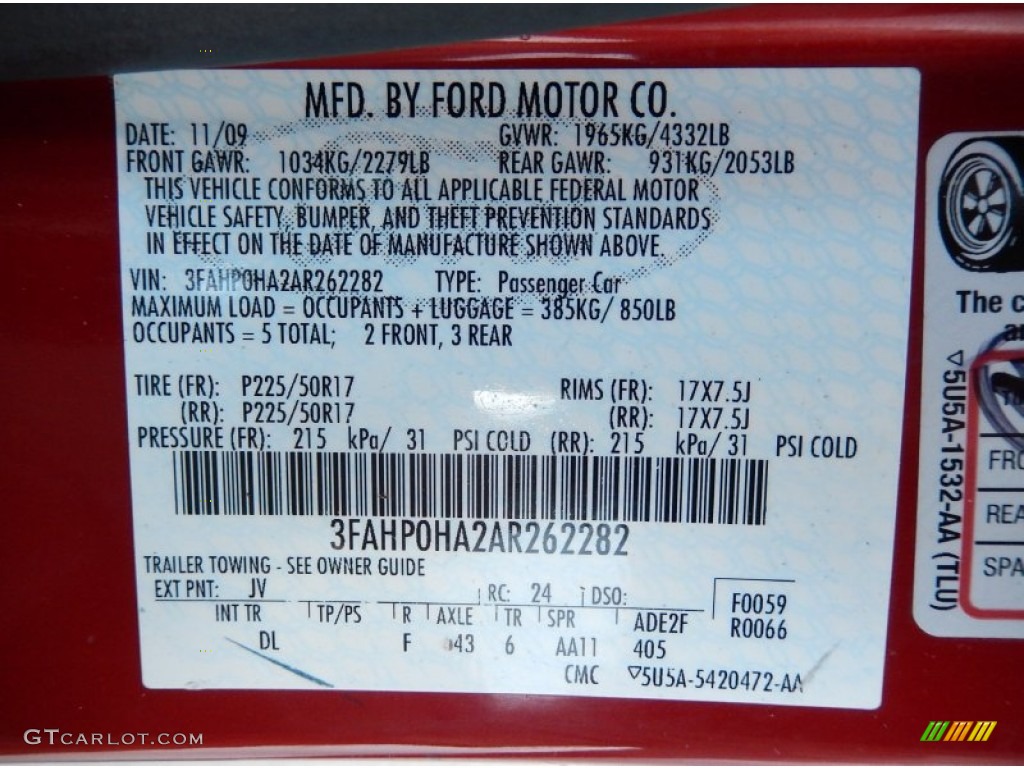 MFD. BY FORD MOTOR CO.
DATE: 11/09 GVWR: 1965KG/4332LB
FRONT GAWR: 1034KG/2279LB REAR GAWR: 931KG/2053LB
THIS VEHICLE CONFORMS TO ALL APPLICABLE FEDERAL MOTOR
VEHICLE SAFETY, BUMPER, AND THEFT PREVENTION STANDARDS
IN EFFECT ON THE DATE OF MANUFACTURE SHOWN ABOVE.
VIN: 3FAHP0HA2AR262282 TYPE: Passenger Car
MAXIMUM LOAD = OCCUPANTS + LUGGAGE = 385KG/ 850LB
OCCUPANTS = 5 TOTAL; 2 FRONT, 3 REAR
TIRE (FR): P225/50R17 RIMS (FR): 17X7.5J
(RR): P225/50R17 (RR): 17X7.5J
PRESSURE (FR): 215 kPa/ 31 PSI COLD (RR): 215 kPa/ 31 PSI COLD
3FAHP0HA2AR262282
TRAILER TOWING - SEE OWNER GUIDE
EXT PNT: JV RC: 24 DSO:
INT TR TP/PS R AXLE TR SPR ADE2F F0059
DL F 43 6 AA11 405 R0066
CMC ▽5U5A-5420472-AA
The c
▽5U5A-1532-AA (TLU)
FRO
REA
SPA
GTCARLOT.COM